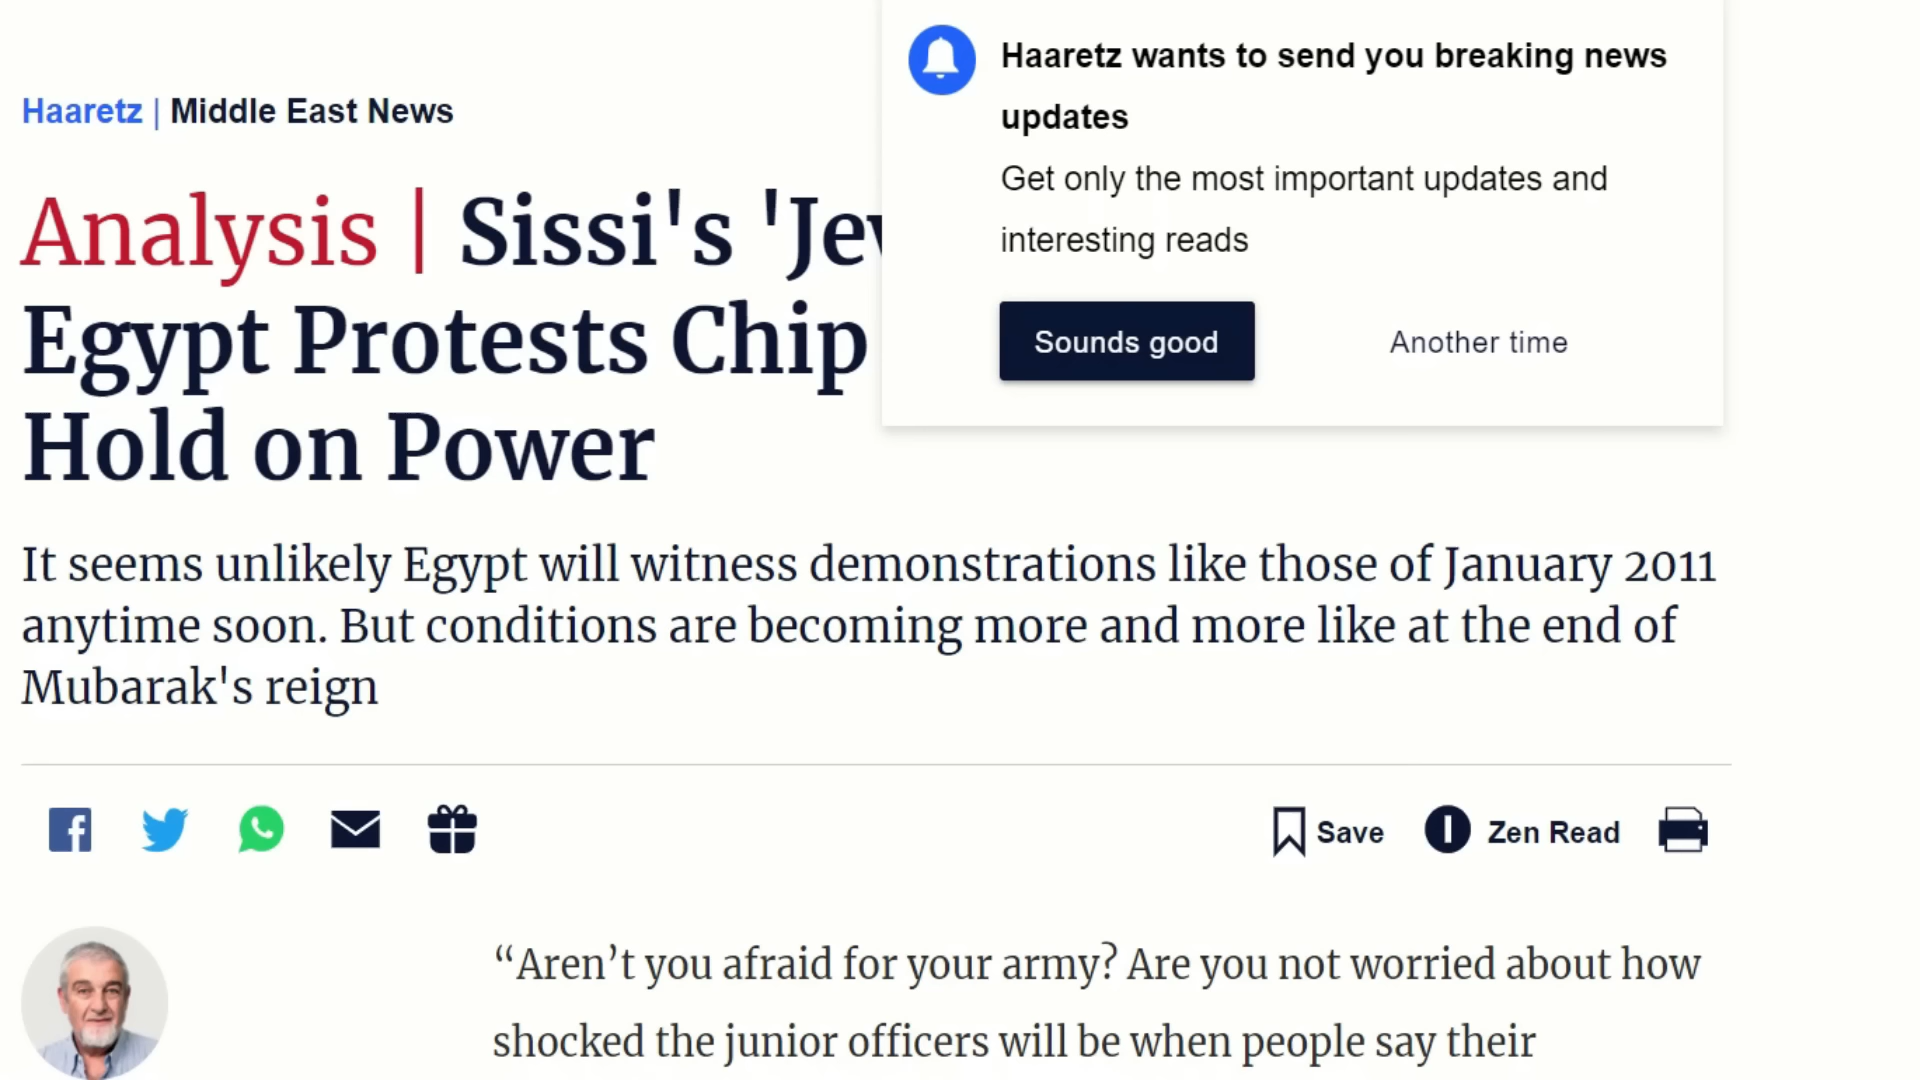 Haaretz wants to send you breaking news
updates
Get only the most important updates and
interesting reads
Sounds good
Another time
Haaretz | Middle East News
Analysis | Sissi's
Egypt Protests Chip
Hold on Power
It seems unlikely Egypt will witness demonstrations like those of January 2011
anytime soon. But conditions are becoming more and more like at the end of
Mubarak's reign
Save
Zen Read
“Aren’t you afraid for your army? Are you not worried about how
shocked the junior officers will be when people say their